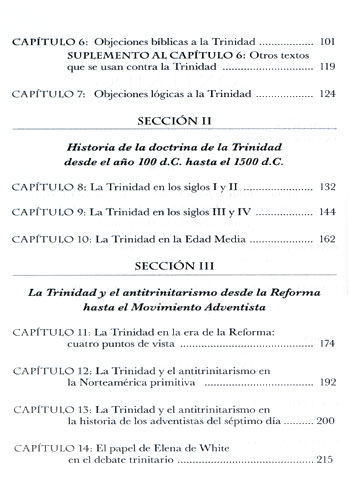 CAPÍTULO 6: Objeciones bíblicas a la Trinidad .................. 101
SUPLEMENTO AL CAPÍTULO 6: Otros textos
que se usan contra la Trinidad ...................... 119
CAPÍTULO 7: Objeciones lógicas a la Trinidad .................. 124
SECCIÓN II
Historia de la doctrina de la Trinidad
desde el año 100 d.C. hasta el 1500 d.C.
CAPÍTULO 8: La Trinidad en los siglos I y II .................... 132
CAPÍTULO 9: La Trinidad en los siglos III y IV ................ 144
CAPÍTULO 10: La Trinidad en la Edad Media .................. 162
SECCIÓN III
La Trinidad y el antitrinitarismo desde la Reforma
hasta el Movimiento Adventista
CAPÍTULO 11: La Trinidad en la era de la Reforma:
cuatro puntos de vista .................................... 174
CAPÍTULO 12: La Trinidad y el antitrinitarismo en
la Norteamérica primitiva ............................ 192
CAPÍTULO 13: La Trinidad y el antitrinitarismo en
la historia de los adventistas del séptimo día ......... 200
CAPÍTULO 14: El papel de Elena de White
en el debate trinitario ..................................... 215